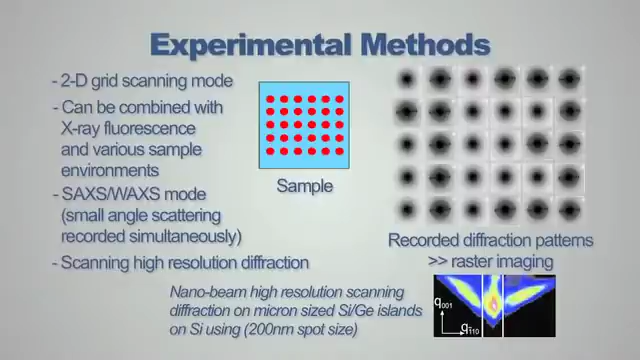 Experimental Methods
- 2-D grid scanning mode
- Can be combined with
X-ray fluorescence
and various sample
environments
- SAXS/WAXS mode
(small angle scattering
recorded simultaneously)
- Scanning high resolution diffraction
Sample
Recorded diffraction patterns
>> raster imaging
Nano-beam high resolution scanning
diffraction on micron sized Si/Ge islands
on Si using (200nm spot size)
q001
q1̅10